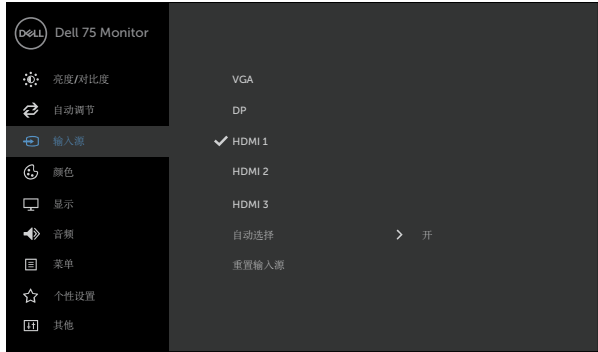 DELL Dell 75 Monitor
亮度/对比度
VGA
自动调节
DP
输入源
HDMI 1
颜色
HDMI 2
显示
HDMI 3
音频
自动选择 开
菜单
重置输入源
个性设置
其他